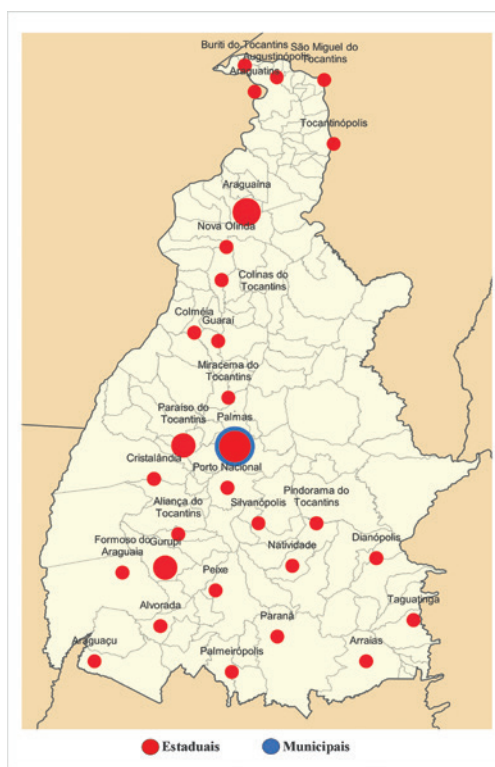 Buriti do Tocantins
São Miguel do
Tocantins
Augustinópolis
Araguatins
Tocantinópolis
Araguaína
Nova Olinda
Colinas do
Tocantins
Colméia
Guaraí
Miracema do
Tocantins
Paraíso do
Tocantins
Palmas
Cristalândia
Porto Nacional
Aliança do
Tocantins
Silvanópolis
Pindorama do
Tocantins
Formoso do
Araguaia
Gurupi
Peixe
Natividade
Dianópolis
Alvorada
Paranã
Taguatinga
Araguaçu
Palmeirópolis
Arraias
Estaduais
Municipais